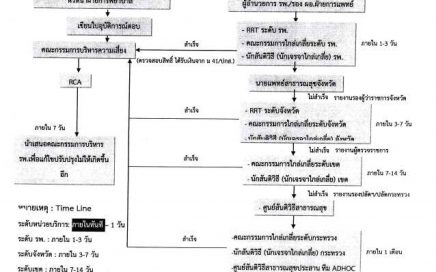 ผู้อำนวยการ รพ./รอง ผอ.ฝ่ายการแพทย์
เขียนใบอุบัติการณ์ตอบ
คณะกรรมการบริหารความเสี่ยง
สำเร็จ
(ตรวจสอบสิทธิ์ ได้รับเงินจาก ม 41/ปกส.)
- RRT ระดับ รพ.
- คณะกรรมการไกล่เกลี่ยระดับ รพ.
- นักสันติวิธี (นักเจรจาไกล่เกลี่ย) รพ.
ภายใน 1-3 วัน
RCA
นายแพทย์สาธารณสุขจังหวัด
ไม่สำเร็จ รายงานรองผู้ว่าราชการจังหวัด
สำเร็จ
- RRT ระดับจังหวัด
- คณะกรรมการไกล่เกลี่ยระดับจังหวัด
- นักสันติวิธี (นักเจรจาไกล่เกลี่ย) จังหวัด
ภายใน 3-7 วัน
ภายใน 7 วัน
นำเสนอคณะกรรมการบริหาร
รพ.เพื่อแก้ไขปรับปรุงไม่ให้เกิดขึ้น
อีก
ไม่สำเร็จ รายงานผู้ตรวจราชการ
สำเร็จ
- คณะกรรมการไกล่เกลี่ยระดับเขต
- นักสันติวิธี (นักเจรจาไกล่เกลี่ย) เขต
ภายใน 7-14 วัน
ไม่สำเร็จ
- ศูนย์สันติวิธีสาธารณสุข
สำเร็จ
-คณะกรรมการไกล่เกลี่ยระดับกระทรวง
-นักสันติวิธี (นักเจรจาไกล่เกลี่ย) กระทรวง
-ศูนย์สันติวิธีสาธารณสุขประสาน ทีม ADHOC
ภายใน 1 เดือน
**หมายเหตุ : Time Line
ระดับหน่วยบริการ: ภายในทันที - 1 วัน
ระดับ รพ. : ภายใน 1-3 วัน
ระดับจังหวัด : ภายใน 3-7 วัน
ระดับเขต : ภายใน 7-14 วัน